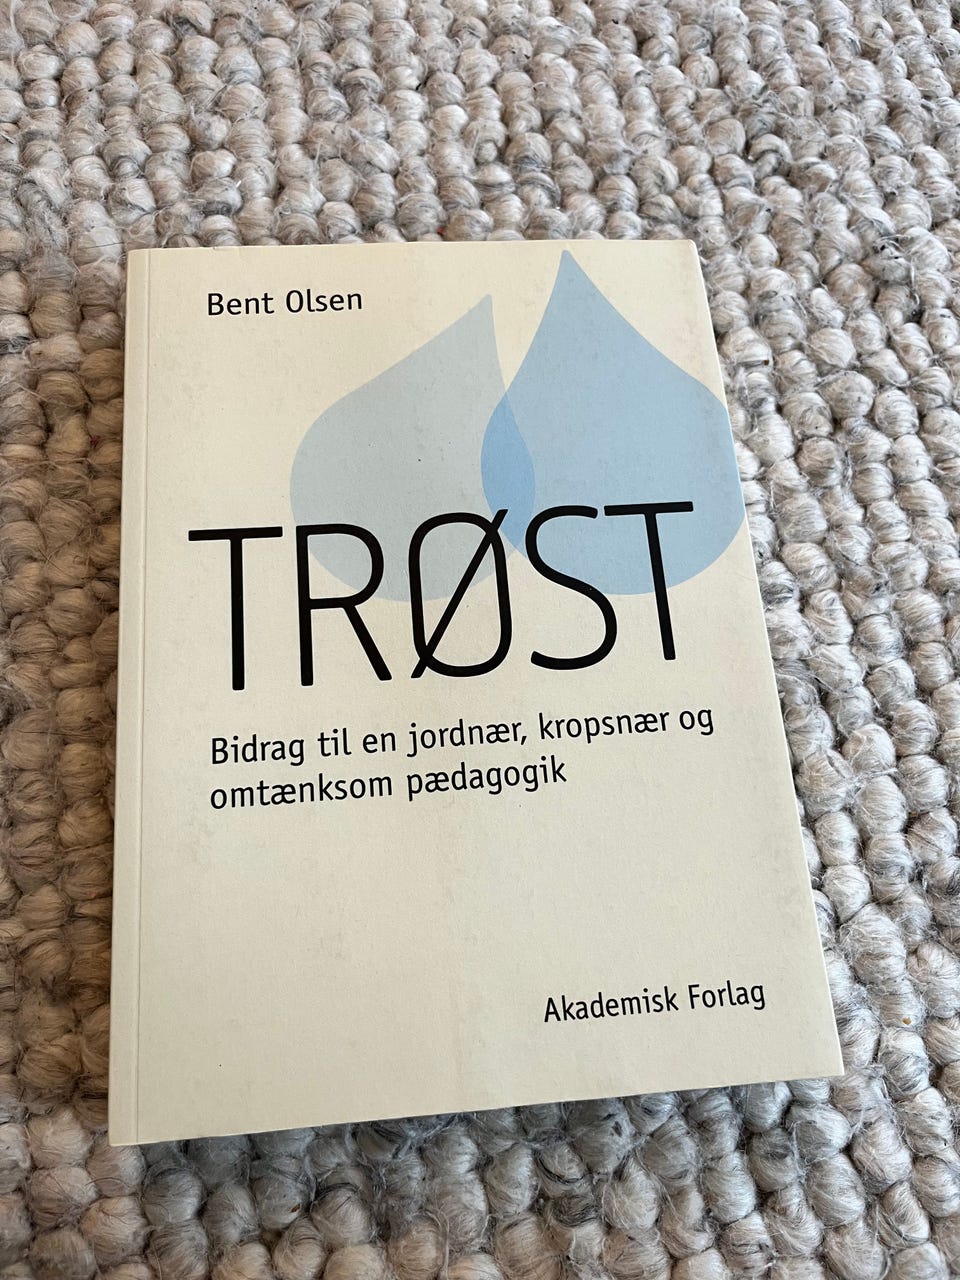 Bent Olsen
TRØST
Bidrag til en jordnær, kropsnær og
omtænksom pædagogik
Akademisk Forlag